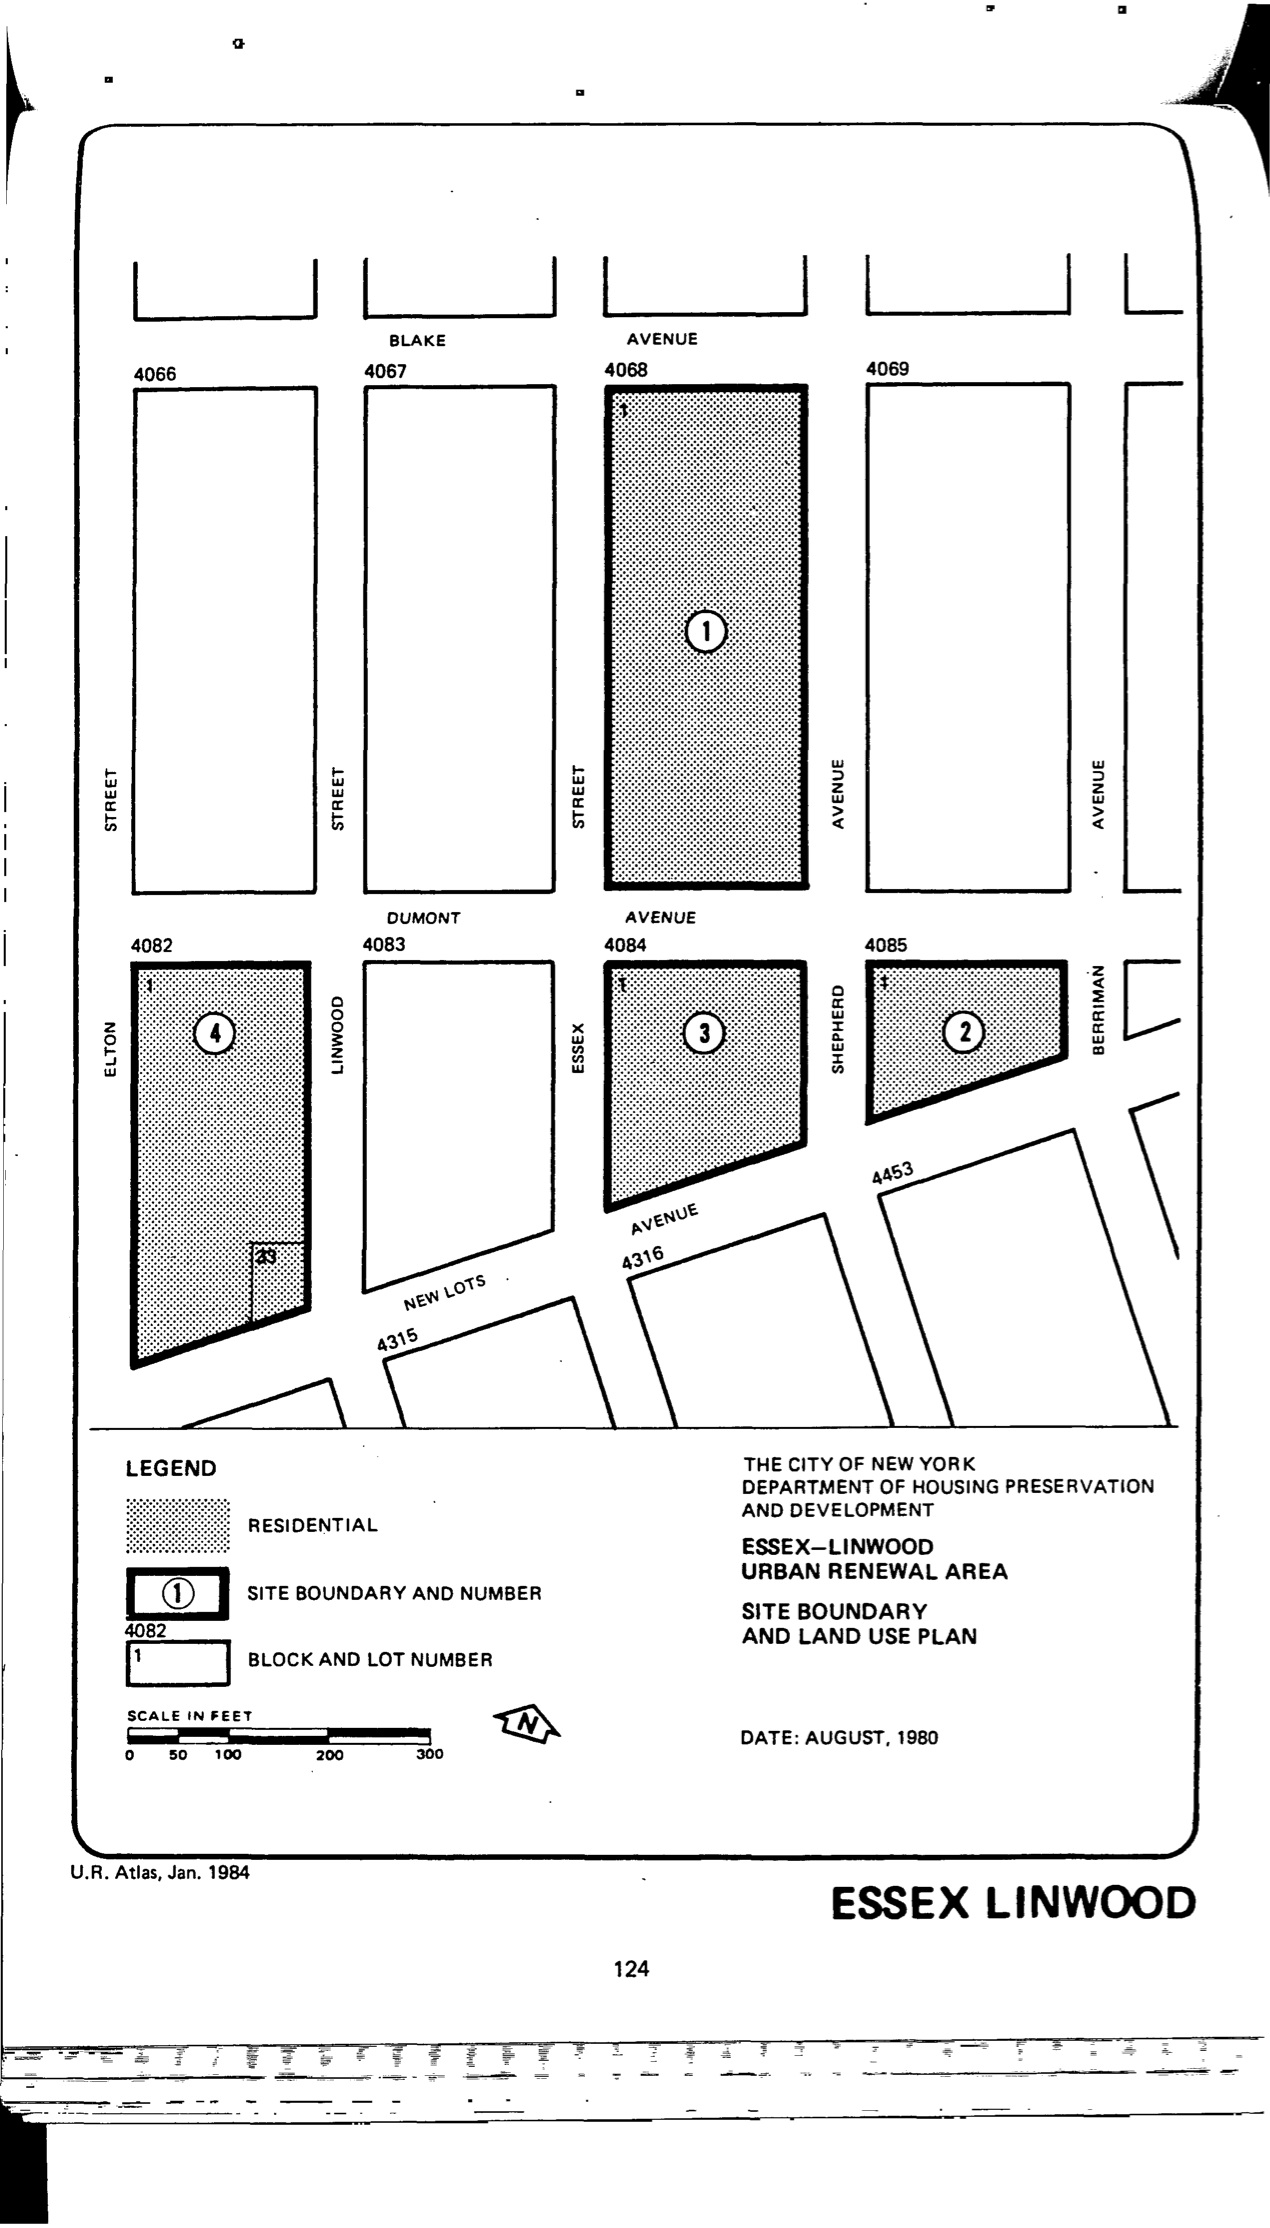 BLAKE AVENUE
4066 4067 4068 4069
1
1
STREET STREET STREET AVENUE AVENUE
DUMONT AVENUE
4082 4083 4084 4085
1 1 1
4 3 2
ELTON LINWOOD ESSEX SHEPHERD BERRIMAN
33
NEW LOTS AVENUE
4453
4316
4315
LEGEND
RESIDENTIAL
1 SITE BOUNDARY AND NUMBER
4082
1 BLOCK AND LOT NUMBER
SCALE IN FEET
0 50 100 200 300
N
THE CITY OF NEW YORK
DEPARTMENT OF HOUSING PRESERVATION
AND DEVELOPMENT
ESSEX–LINWOOD
URBAN RENEWAL AREA
SITE BOUNDARY
AND LAND USE PLAN
DATE: AUGUST, 1980
U.R. Atlas, Jan. 1984
ESSEX LINWOOD
124